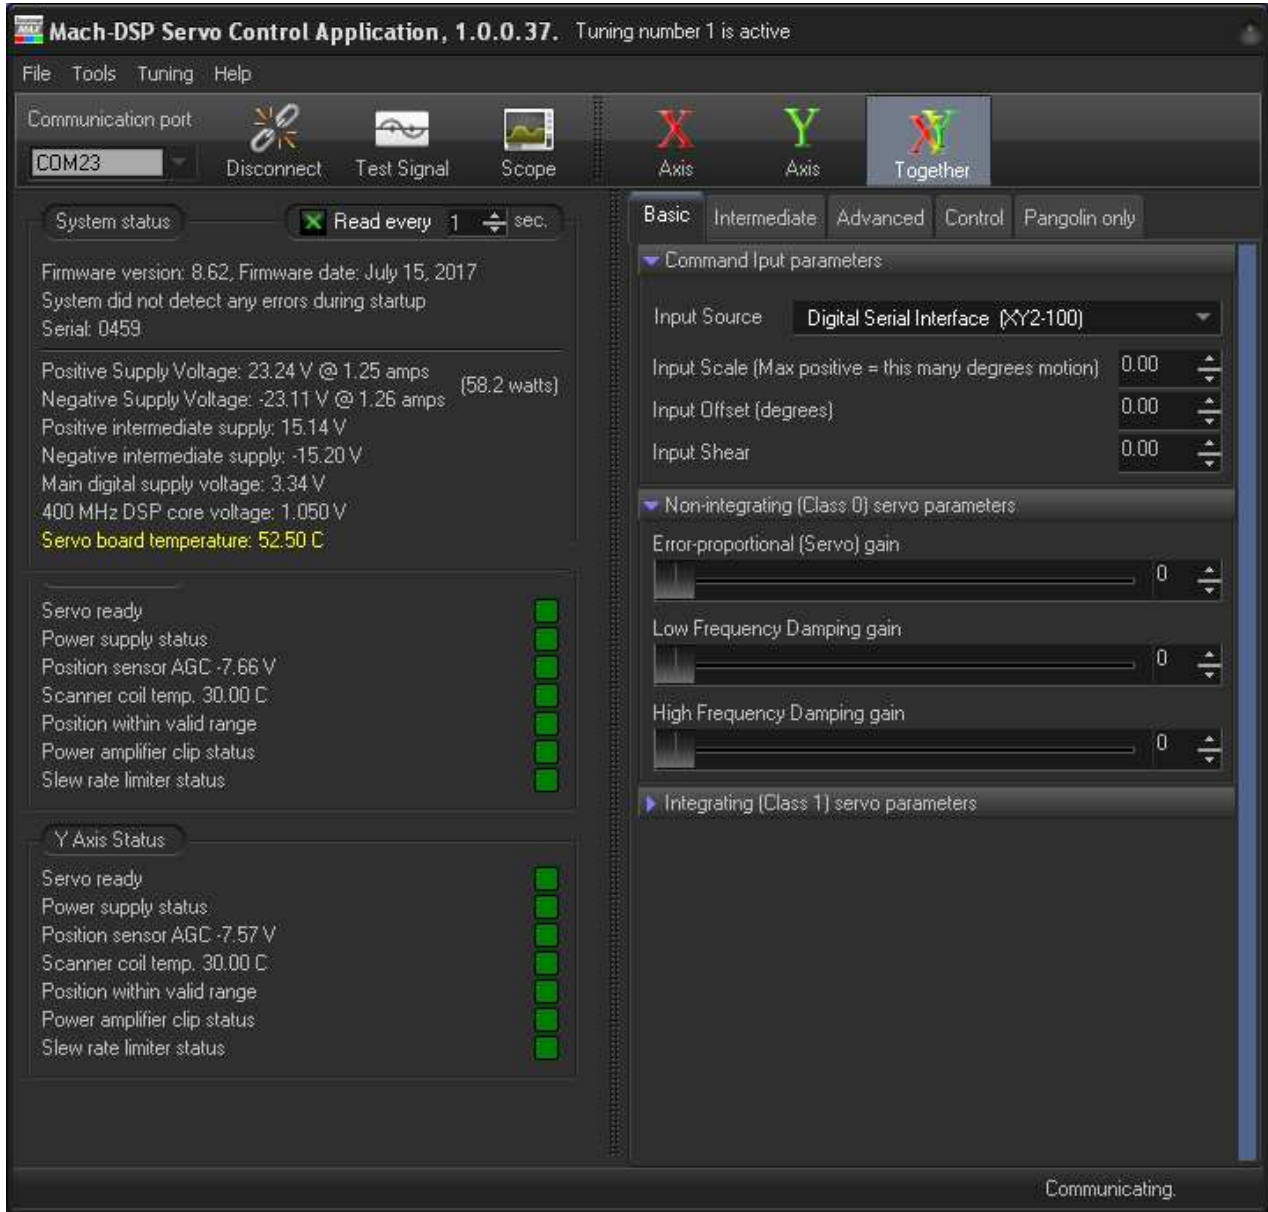 Mach-DSP Servo Control Application, 1.0.0.37. Tuning number 1 is active
File Tools Tuning Help
Communication port
COM23
Disconnect
Test Signal
Scope
X
Axis
Y
Axis
XY
Together
System status
Read every 1 sec.
Firmware version: 8.62, Firmware date: July 15, 2017
System did not detect any errors during startup
Serial: 0459
Positive Supply Voltage: 23.24 V @ 1.25 amps
(58.2 watts)
Negative Supply Voltage: -23.11 V @ 1.26 amps
Positive intermediate supply: 15.14 V
Negative intermediate supply: -15.20 V
Main digital supply voltage: 3.34 V
400 MHz DSP core voltage: 1.050 V
Servo board temperature: 52.50 C
Servo ready
Power supply status
Position sensor AGC -7.66 V
Scanner coil temp. 30.00 C
Position within valid range
Power amplifier clip status
Slew rate limiter status
Y Axis Status
Servo ready
Power supply status
Position sensor AGC -7.57 V
Scanner coil temp. 30.00 C
Position within valid range
Power amplifier clip status
Slew rate limiter status
Basic Intermediate Advanced Control Pangolin only
Command Iput parameters
Input Source Digital Serial Interface (XY2-100)
Input Scale (Max positive = this many degrees motion) 0.00
Input Offset (degrees) 0.00
Input Shear 0.00
Non-integrating (Class 0) servo parameters
Error-proportional (Servo) gain
0
Low Frequency Damping gain
0
High Frequency Damping gain
0
Integrating (Class 1) servo parameters
Communicating.